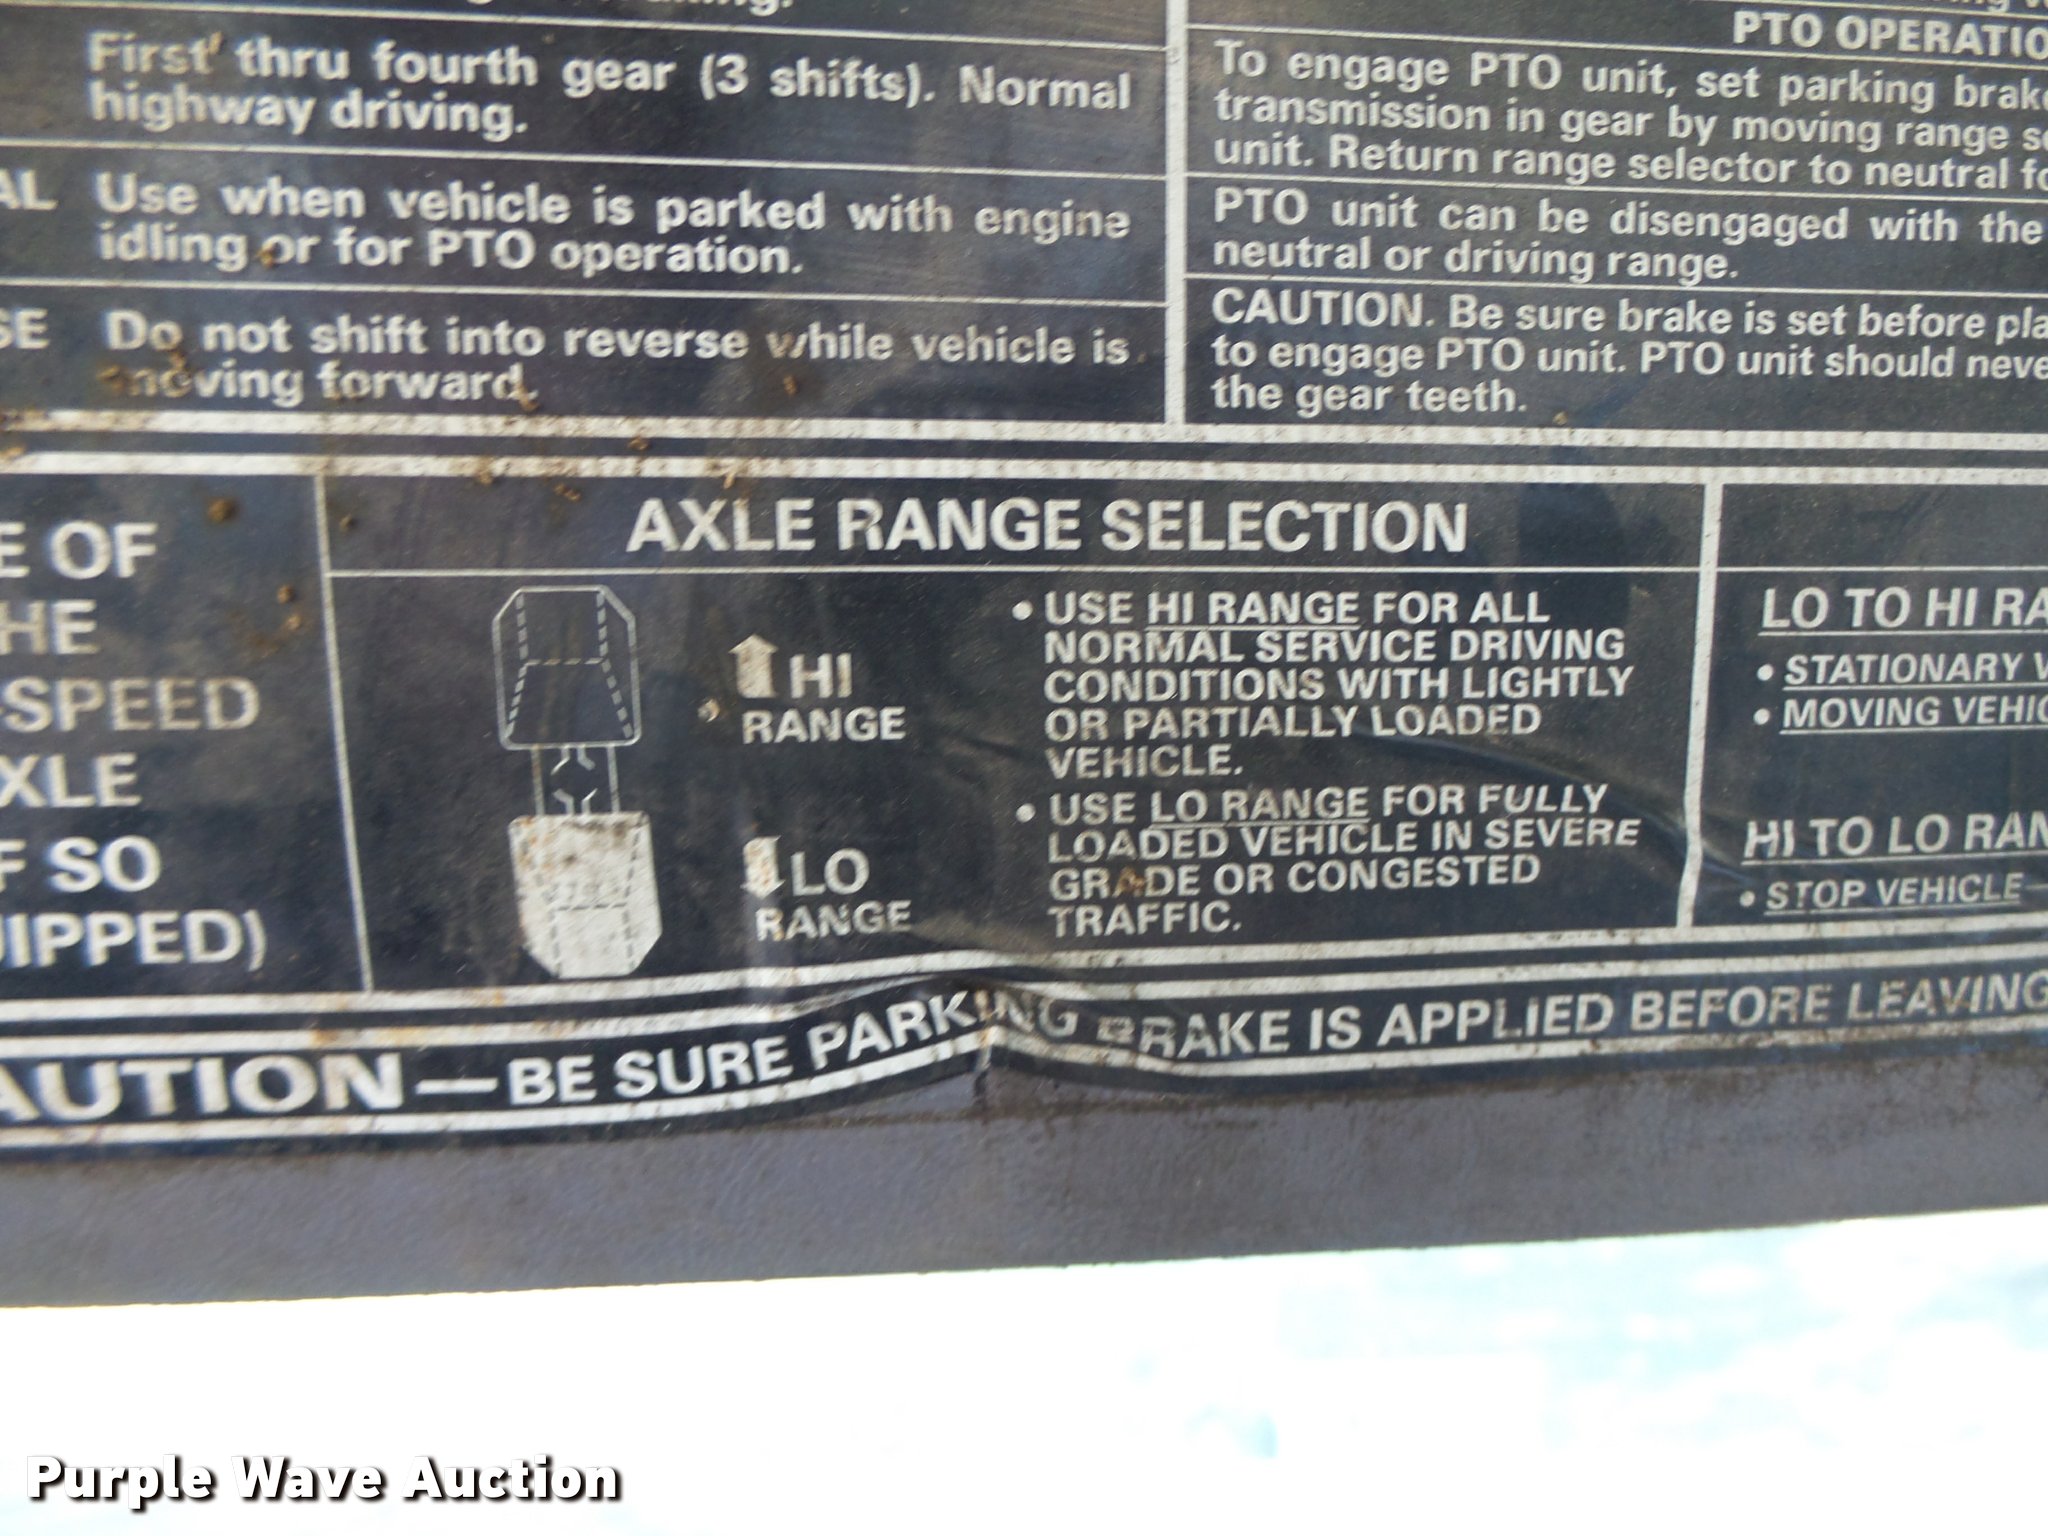 First thru fourth gear (3 shifts). Normal
highway driving.
AL Use when vehicle is parked with engine
idling or for PTO operation.
SE Do not shift into reverse while vehicle is
moving forward.
PTO OPERATIO
To engage PTO unit, set parking brake
transmission in gear by moving range se
unit. Return range selector to neutral fo
PTO unit can be disengaged with the
neutral or driving range.
CAUTION. Be sure brake is set before pla
to engage PTO unit. PTO unit should neve
the gear teeth.
E OF
HE
-SPEED
XLE
F SO
UIPPED)
AXLE RANGE SELECTION
HI
RANGE
LO
RANGE
• USE HI RANGE FOR ALL
NORMAL SERVICE DRIVING
CONDITIONS WITH LIGHTLY
OR PARTIALLY LOADED
VEHICLE.
• USE LO RANGE FOR FULLY
LOADED VEHICLE IN SEVERE
GRADE OR CONGESTED
TRAFFIC.
LO TO HI RA
• STATIONARY V
• MOVING VEHIC
HI TO LO RAN
• STOP VEHICLE—
AUTION—BE SURE PARKING BRAKE IS APPLIED BEFORE LEAVING
Purple Wave Auction